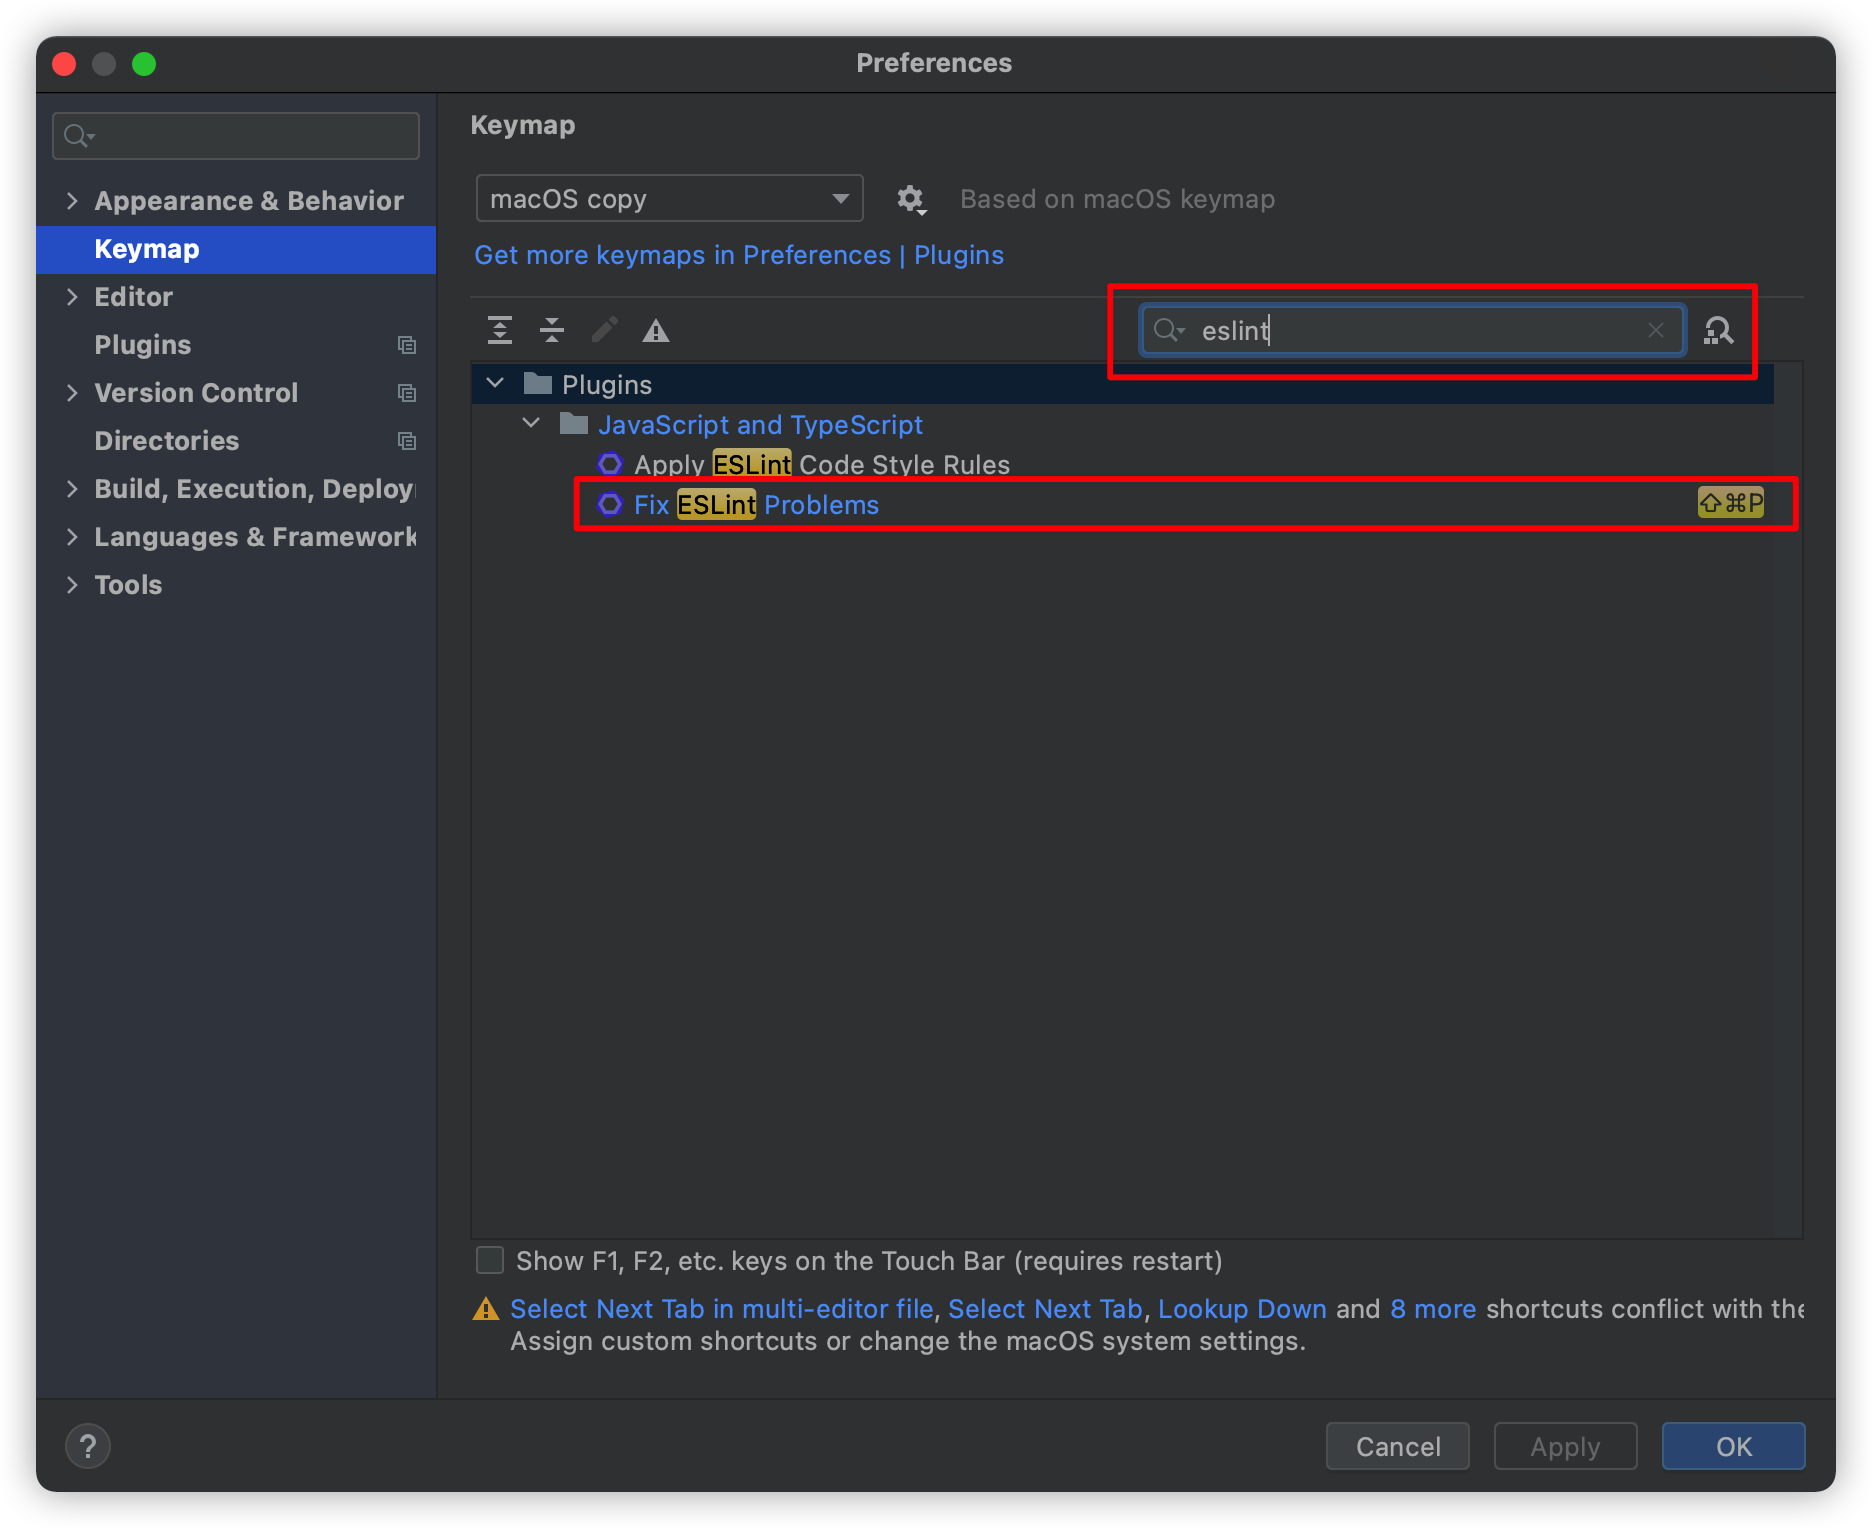 Preferences
Appearance & Behavior
Keymap
Editor
Plugins
Version Control
Directories
Build, Execution, Deploy
Languages & Framework
Tools
Keymap
macOS copy
Based on macOS keymap
Get more keymaps in Preferences | Plugins
eslint
Plugins
JavaScript and TypeScript
Apply ESLint Code Style Rules
Fix ESLint Problems ⇧⌘P
Show F1, F2, etc. keys on the Touch Bar (requires restart)
Select Next Tab in multi-editor file, Select Next Tab, Lookup Down and 8 more shortcuts conflict with the
Assign custom shortcuts or change the macOS system settings.
?
Cancel
Apply
OK